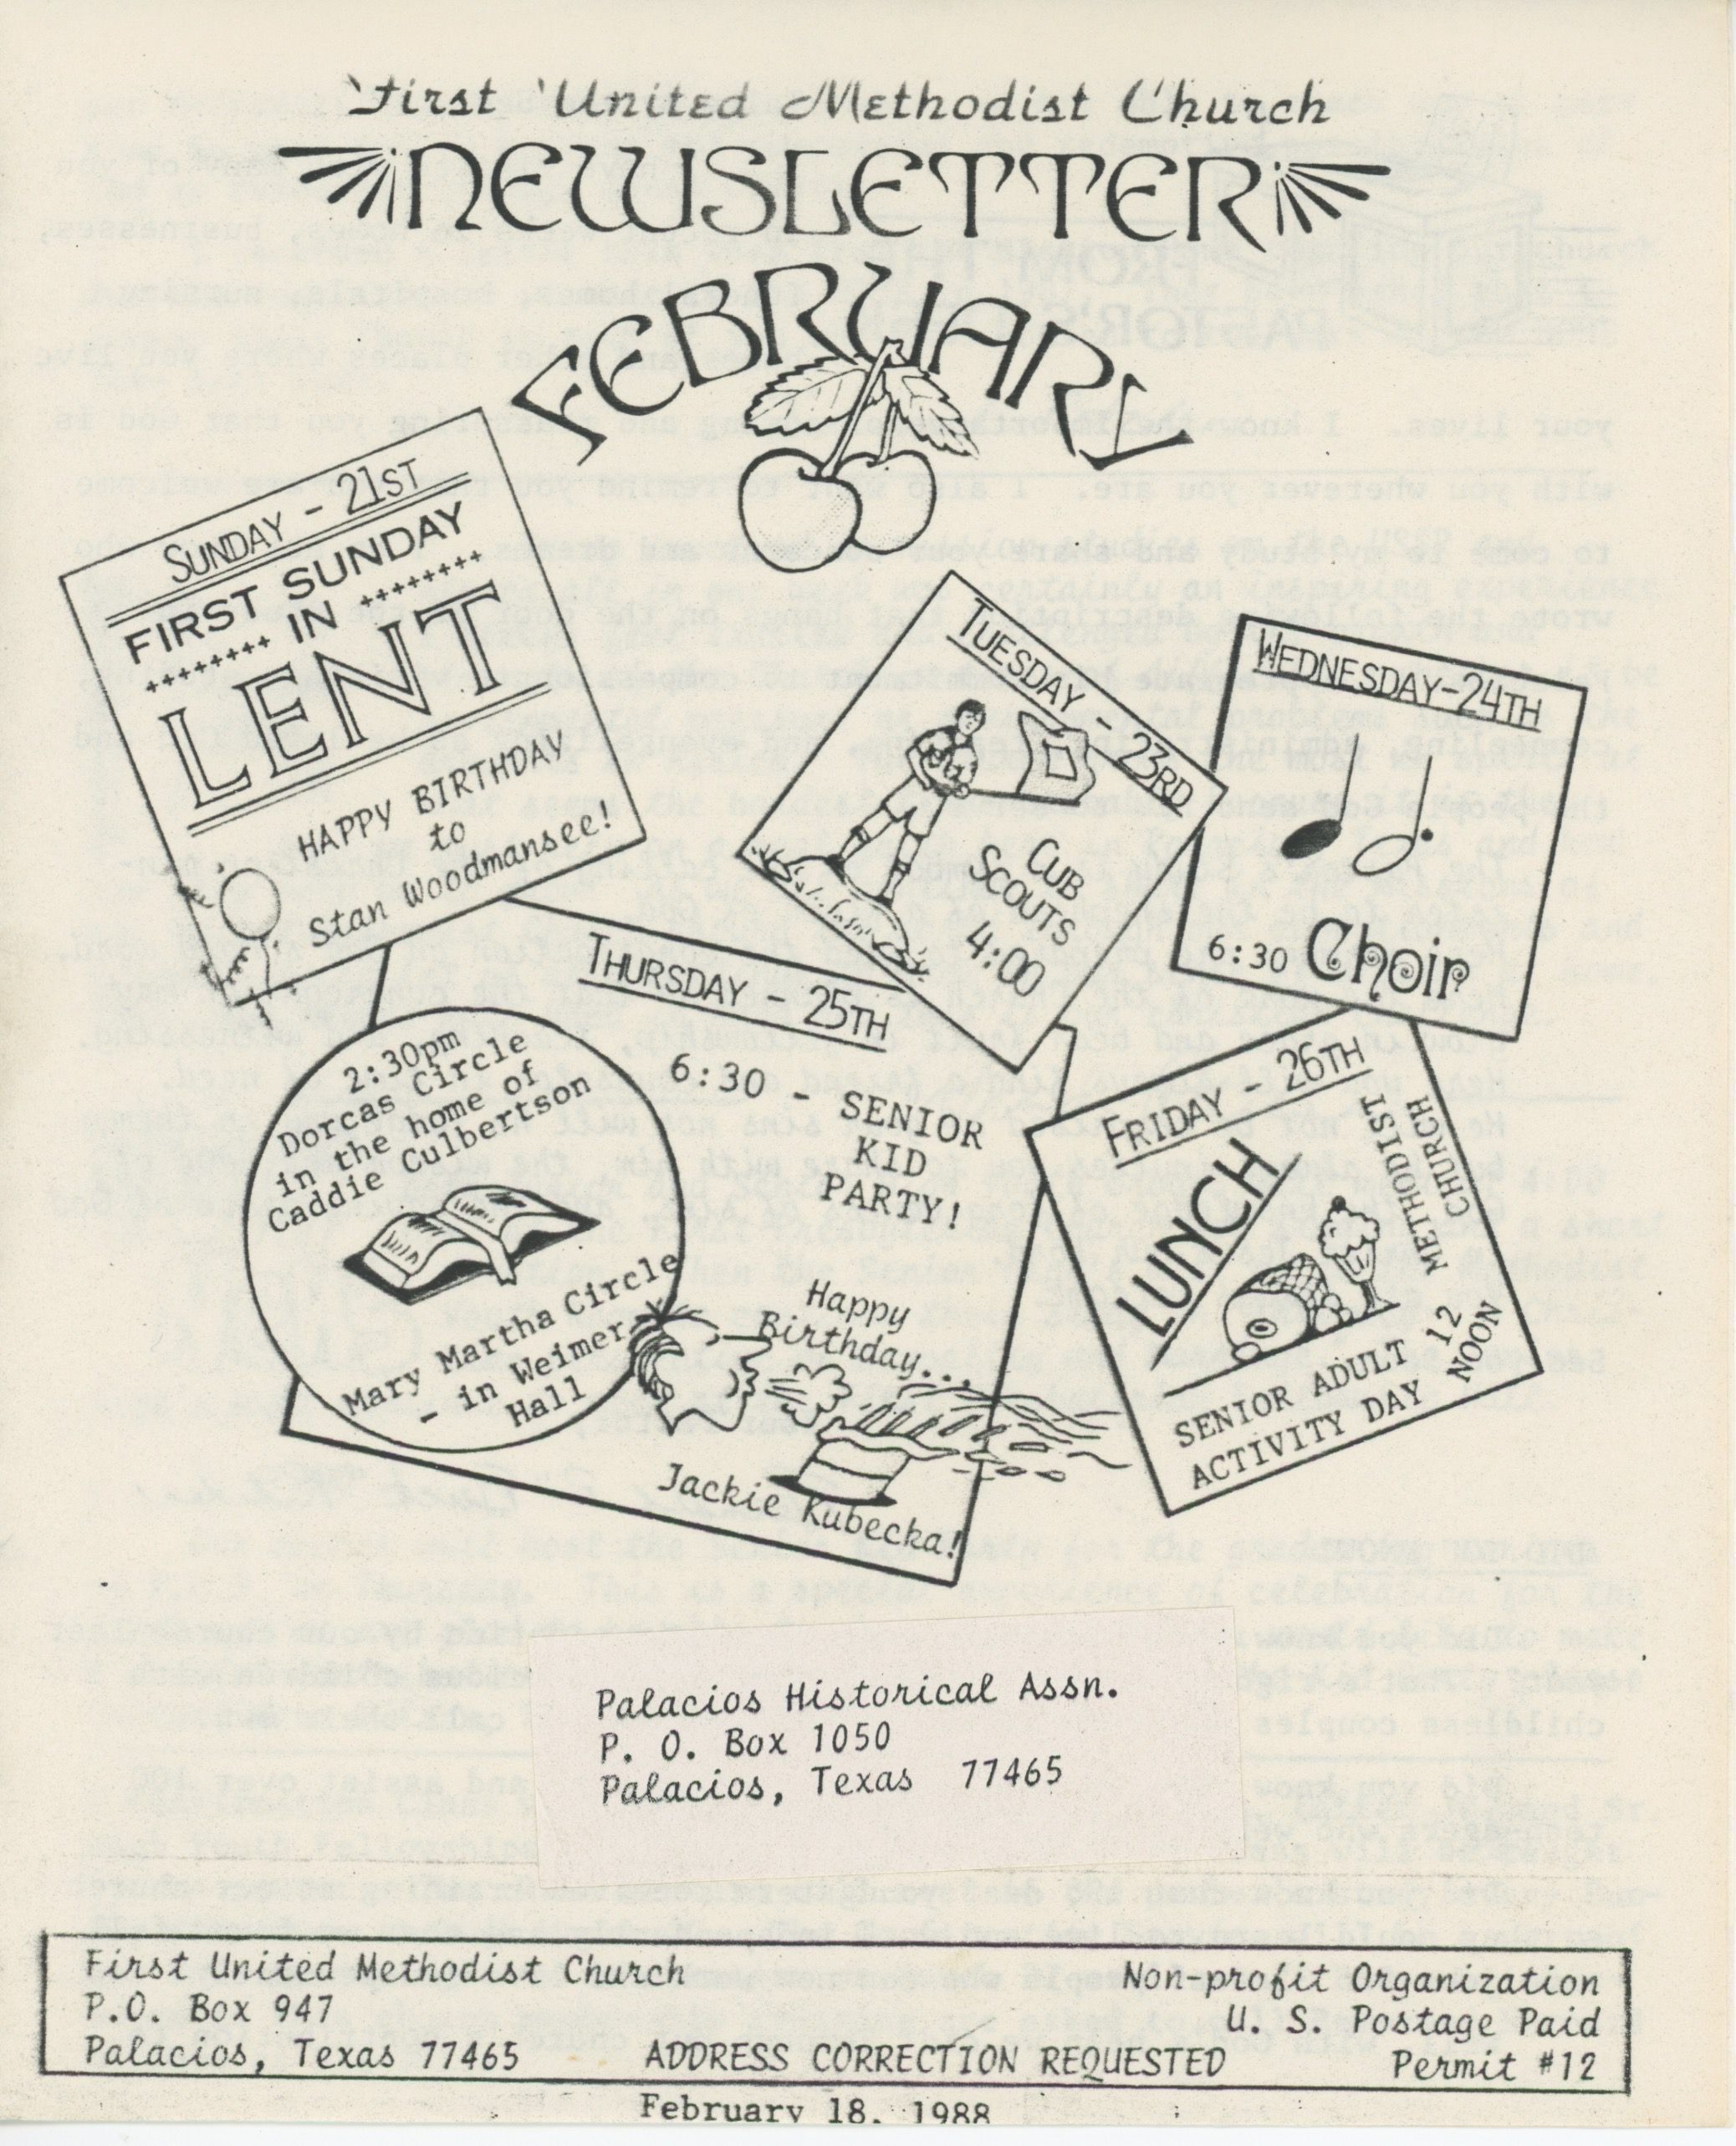 First United Methodist Church
NEWSLETTER
FEBRUARY
SUNDAY - 21ST
FIRST SUNDAY
++++++++ IN ++++++++
LENT
HAPPY BIRTHDAY
to
Stan Woodmansee!
TUESDAY - 23RD
CUB
SCOUTS
4:00
WEDNESDAY-24TH
6:30 Choir
THURSDAY - 25TH
6:30 - SENIOR
KID
PARTY!
2:30pm
Dorcas Circle
in the home of
Caddie Culbertson
Mary Martha Circle
- in Weimer
Hall
Happy
Birthday...
Jackie Kubecka!
FRIDAY - 26TH
LUNCH
METHODIST
CHURCH
12
NOON
SENIOR ADULT
ACTIVITY DAY
Palacios Historical Assn.
P. O. Box 1050
Palacios, Texas 77465
First United Methodist Church
P.O. Box 947
Palacios, Texas 77465
ADDRESS CORRECTION REQUESTED
Non-profit Organization
U. S. Postage Paid
Permit #12
February 18, 1988